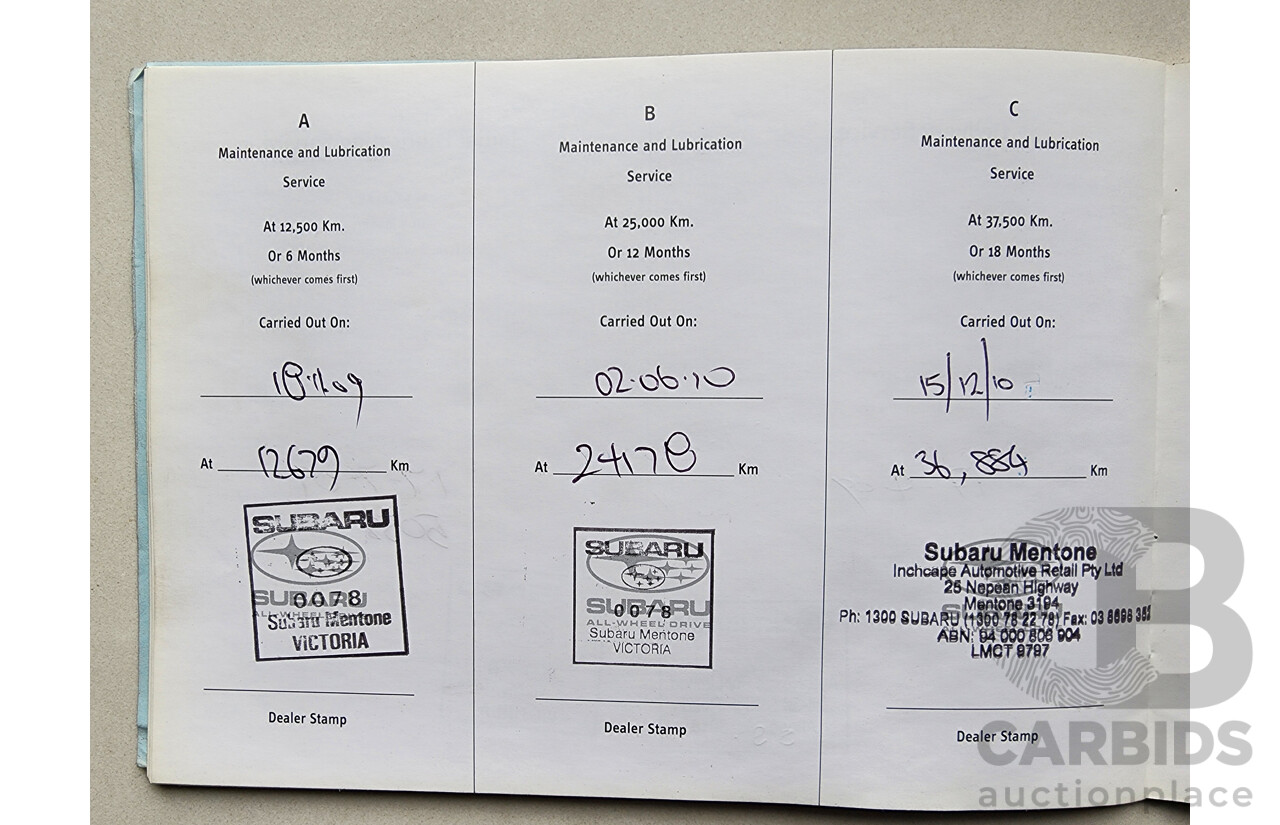 A
Maintenance and Lubrication
Service
At 12,500 Km.
Or 6 Months
(whichever comes first)
Carried Out On:
At 12679 Km
SUBARU
0078
SUBARU
ALL-WHEEL DRIVE
Subaru Mentone
VICTORIA
Dealer Stamp
B
Maintenance and Lubrication
Service
At 25,000 Km.
Or 12 Months
(whichever comes first)
Carried Out On:
02.06.10
At 24178 Km
SUBARU
0078
SUBARU
ALL-WHEEL DRIVE
Subaru Mentone
VICTORIA
Dealer Stamp
C
Maintenance and Lubrication
Service
At 37,500 Km.
Or 18 Months
(whichever comes first)
Carried Out On:
15/12/10
At 36,884 Km
Subaru Mentone
Inchcape Automotive Retail Pty Ltd
25 Nepean Highway
Mentone 3194
Ph: 1300 SUBARU (1300 78 22 78) Fax: 03
ABN: 94 000 806 904
LMCT 9797
Dealer Stamp
CB
CARBIDS
auctionplace